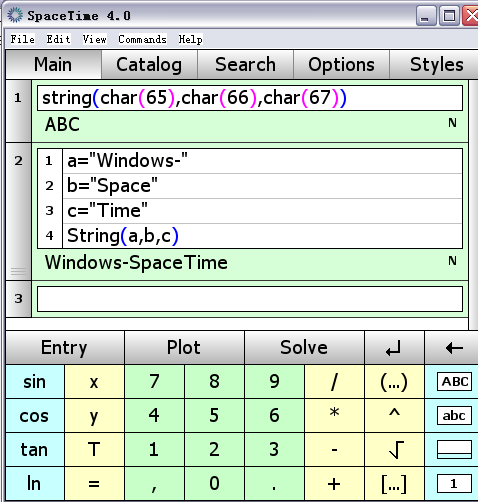 SpaceTime 4.0
File Edit View Commands Help
Main Catalog Search Options Styles
1 string(char(65),char(66),char(67))
ABC N
2 1 a="Windows-"
2 b="Space"
3 c="Time"
4 String(a,b,c)
Windows-SpaceTime N
3
Entry Plot Solve ↵ ←
sin x 7 8 9 / (...) ABC
cos y 4 5 6 * ^ abc
tan T 1 2 3 - √
ln = , 0 . + [...] 1